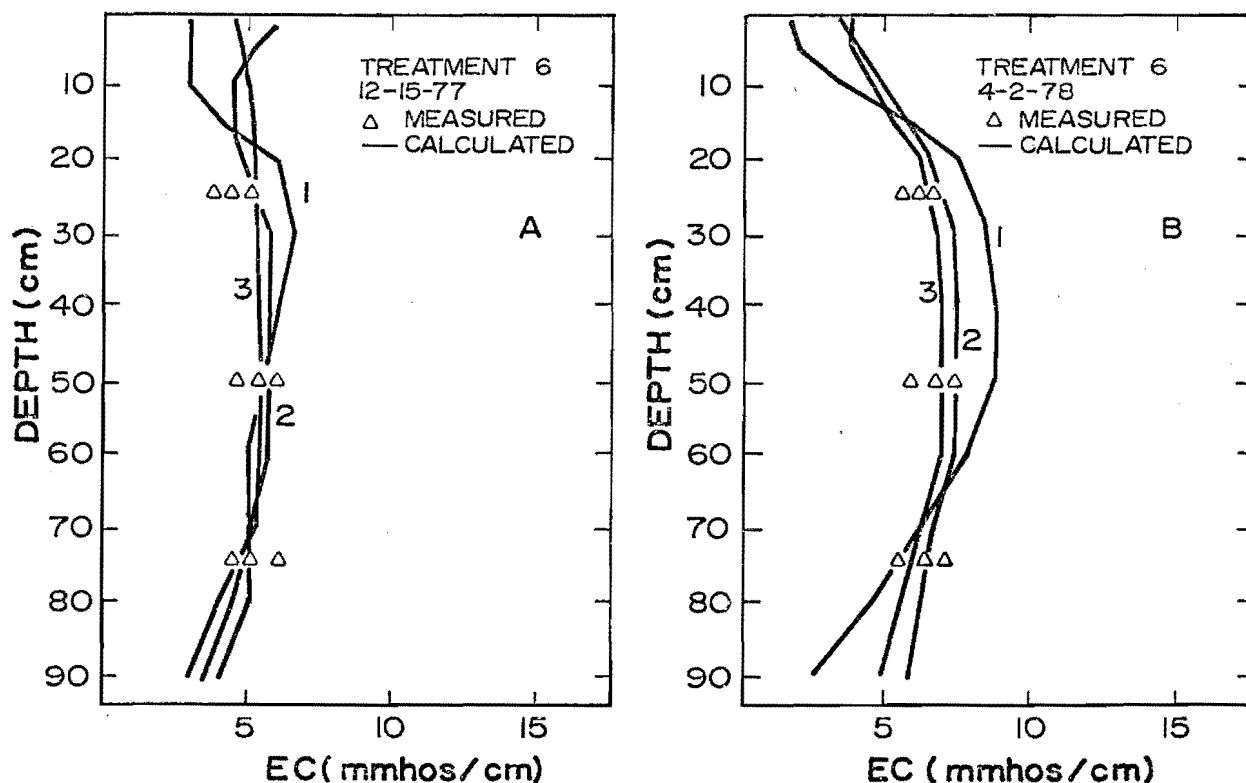 TREATMENT 6
12-15-77
△ MEASURED
— CALCULATED
A
1
3
2
10
20
30
40
50
60
70
80
90
DEPTH (cm)
5
10
15
EC (mmhos/cm)
TREATMENT 6
4-2-78
△ MEASURED
— CALCULATED
B
1
3
2
10
20
30
40
50
60
70
80
90
DEPTH (cm)
5
10
15
EC (mmhos/cm)